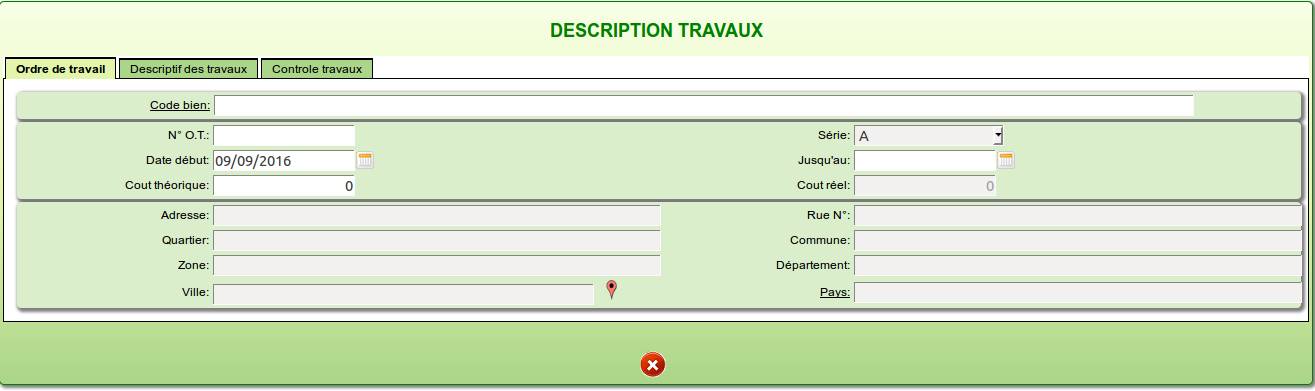 DESCRIPTION TRAVAUX
Ordre de travail Descriptif des travaux Controle travaux
Code bien:
N° O.T.: Série: A
Date début: 09/09/2016 Jusqu'au:
Cout théorique: 0 Cout réel: 0
Adresse: Rue N°:
Quartier: Commune:
Zone: Département:
Ville: Pays: